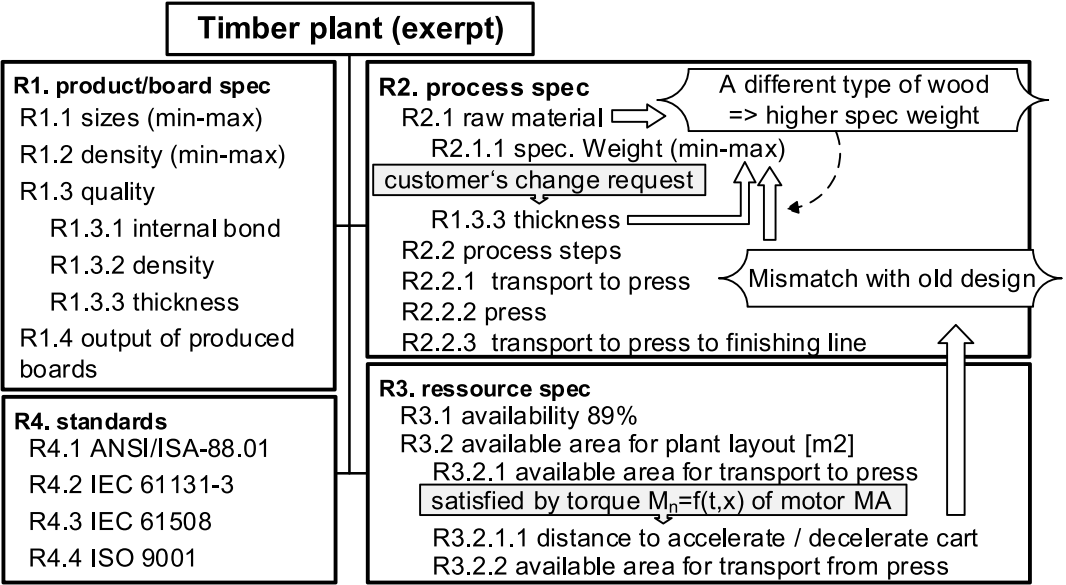 Timber plant (exerpt)
R1. product/board spec
R1.1 sizes (min-max)
R1.2 density (min-max)
R1.3 quality
R1.3.1 internal bond
R1.3.2 density
R1.3.3 thickness
R1.4 output of produced
boards
R2. process spec
R2.1 raw material
A different type of wood
=> higher spec weight
R2.1.1 spec. Weight (min-max)
customer‘s change request
R1.3.3 thickness
R2.2 process steps
R2.2.1 transport to press
Mismatch with old design
R2.2.2 press
R2.2.3 transport to press to finishing line
R4. standards
R4.1 ANSI/ISA-88.01
R4.2 IEC 61131-3
R4.3 IEC 61508
R4.4 ISO 9001
R3. ressource spec
R3.1 availability 89%
R3.2 available area for plant layout [m2]
R3.2.1 available area for transport to press
satisfied by torque Mn=f(t,x) of motor MA
R3.2.1.1 distance to accelerate / decelerate cart
R3.2.2 available area for transport from press